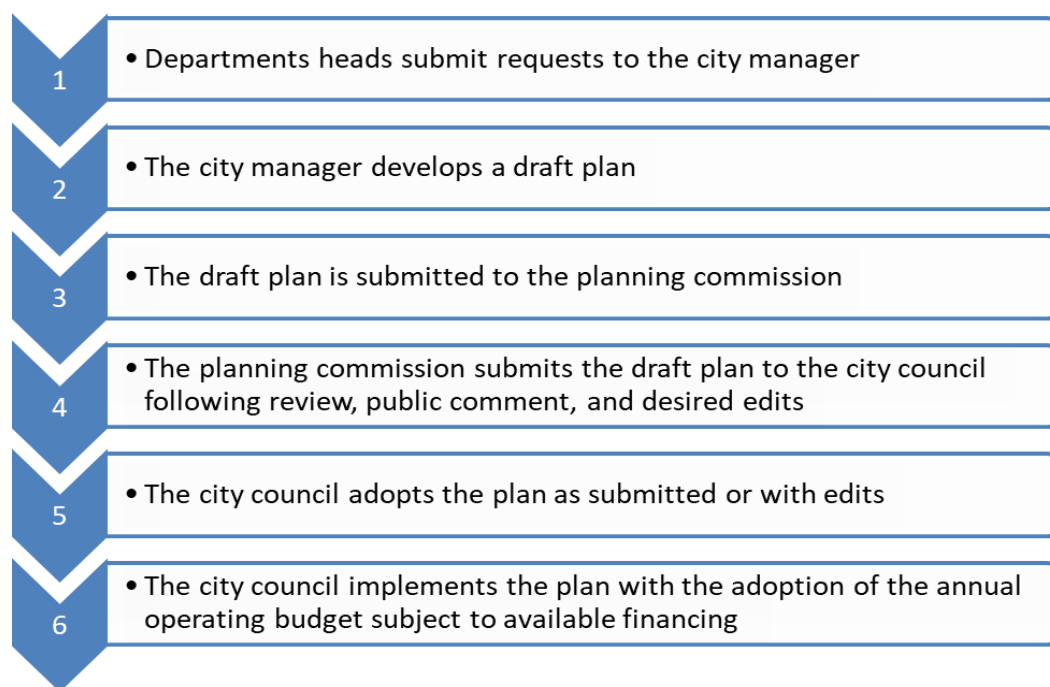 1
• Departments heads submit requests to the city manager
2
• The city manager develops a draft plan
3
• The draft plan is submitted to the planning commission
4
• The planning commission submits the draft plan to the city council
following review, public comment, and desired edits
5
• The city council adopts the plan as submitted or with edits
6
• The city council implements the plan with the adoption of the annual
operating budget subject to available financing